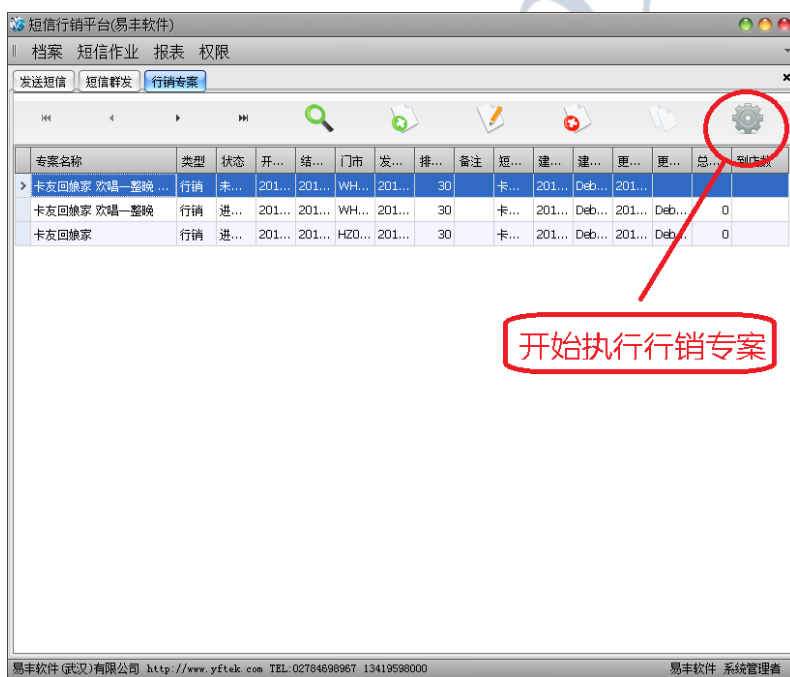 短信行销平台(易丰软件)
档案 短信作业 报表 权限
发送短信 短信群发 行销专案
专案名称 类型 状态 开... 结... 门市 发... 排... 备注 短... 建... 建... 更... 更... 总... 到店数
卡友回娘家 欢唱一整晚 ... 行销 未... 201... 201... WH... 201... 30 卡... 201... Deb... 201...
卡友回娘家 欢唱一整晚 行销 进... 201... 201... WH... 201... 30 卡... 201... Deb... 201... Deb... 0
卡友回娘家 行销 进... 201... 201... HZ0... 201... 30 卡... 201... Deb... 201... Deb... 0
开始执行行销专案
易丰软件(武汉)有限公司 http://www.yftek.com TEL:02784698967 13419598000 易丰软件 系统管理者